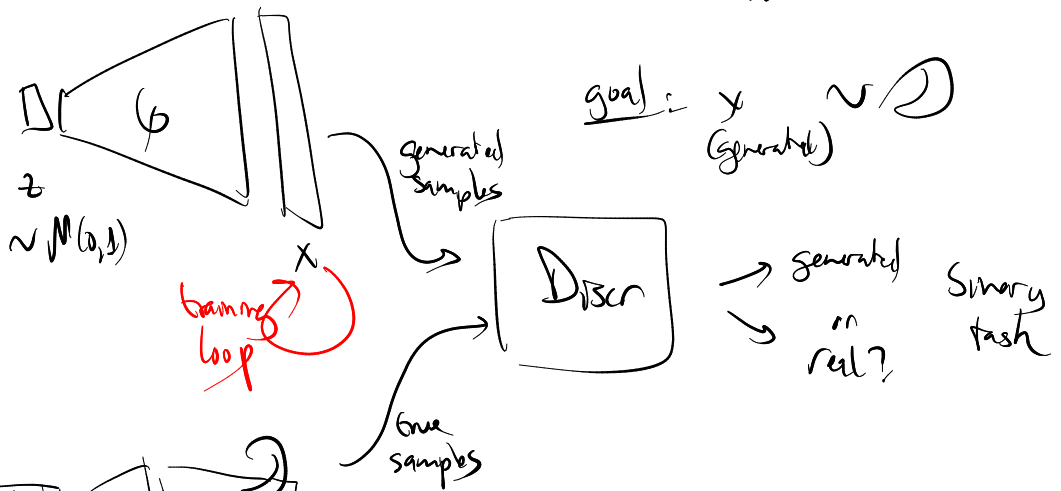 φ
z
~ N(0,1)
x
training
loop
generated
samples
goal: x ~ D
(generated)
Discr
generated
or
real?
binary
task
true
samples